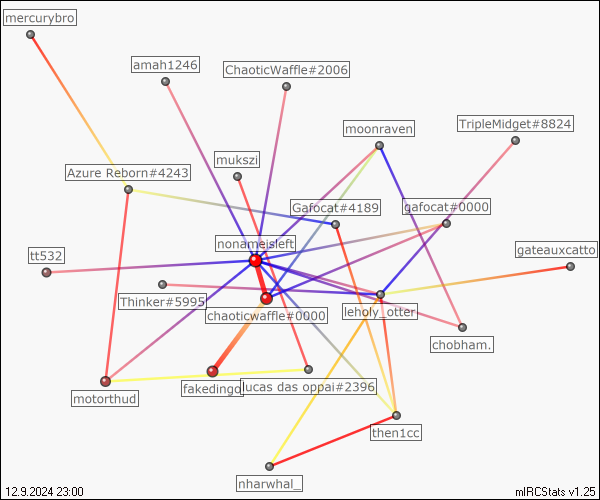 mercurybro
amah1246
ChaoticWaffle#2006
moonraven
TripleMidget#8824
mukszi
Azure Reborn#4243
Gafocat#4189
gafocat#0000
nonameisleft
gateauxcatto
tt532
Thinker#5995
leholy_otter
chaoticwaffle#0000
chobham.
fakedingo
lucas das oppai#2396
motorthud
then1cc
nharwhal_
12.9.2024 23:00
mIRCStats v1.25